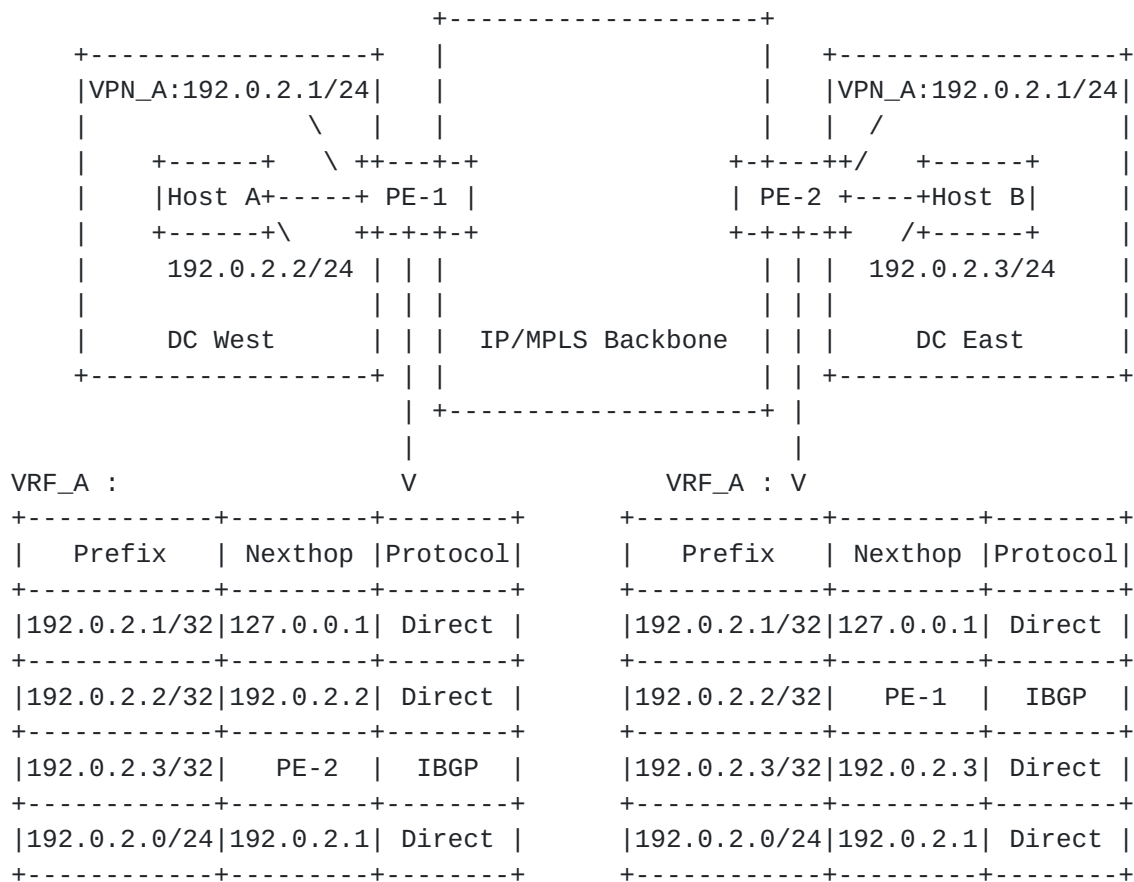 VPN_A:192.0.2.1/24 VPN_A:192.0.2.1/24
Host A PE-1 PE-2 Host B
192.0.2.2/24 192.0.2.3/24
DC West IP/MPLS Backbone DC East
VRF_A : V VRF_A : V
Prefix Nexthop Protocol Prefix Nexthop Protocol
192.0.2.1/32 127.0.0.1 Direct 192.0.2.1/32 127.0.0.1 Direct
192.0.2.2/32 192.0.2.2 Direct 192.0.2.2/32 PE-1 IBGP
192.0.2.3/32 PE-2 IBGP 192.0.2.3/32 192.0.2.3 Direct
192.0.2.0/24 192.0.2.1 Direct 192.0.2.0/24 192.0.2.1 Direct